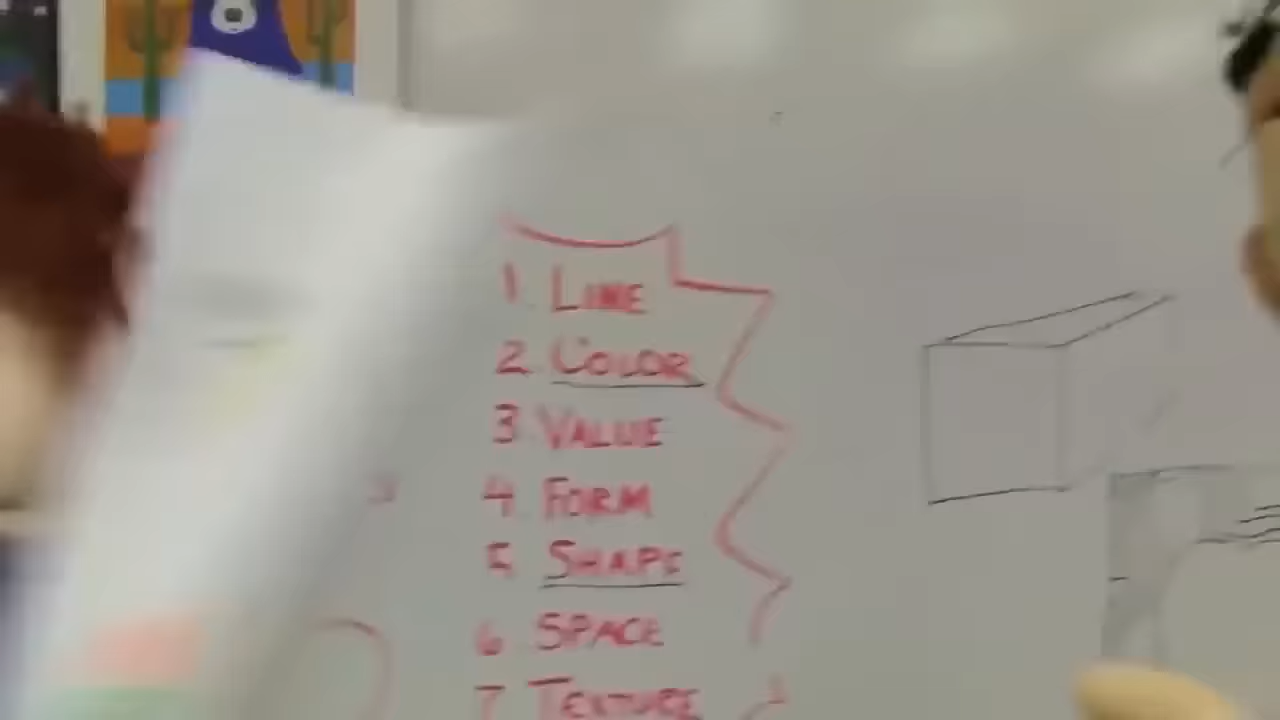 1. LINE
2. COLOR
3 VALUE
4 FORM
5 SHAPE
6 SPACE
7 TEXTURE